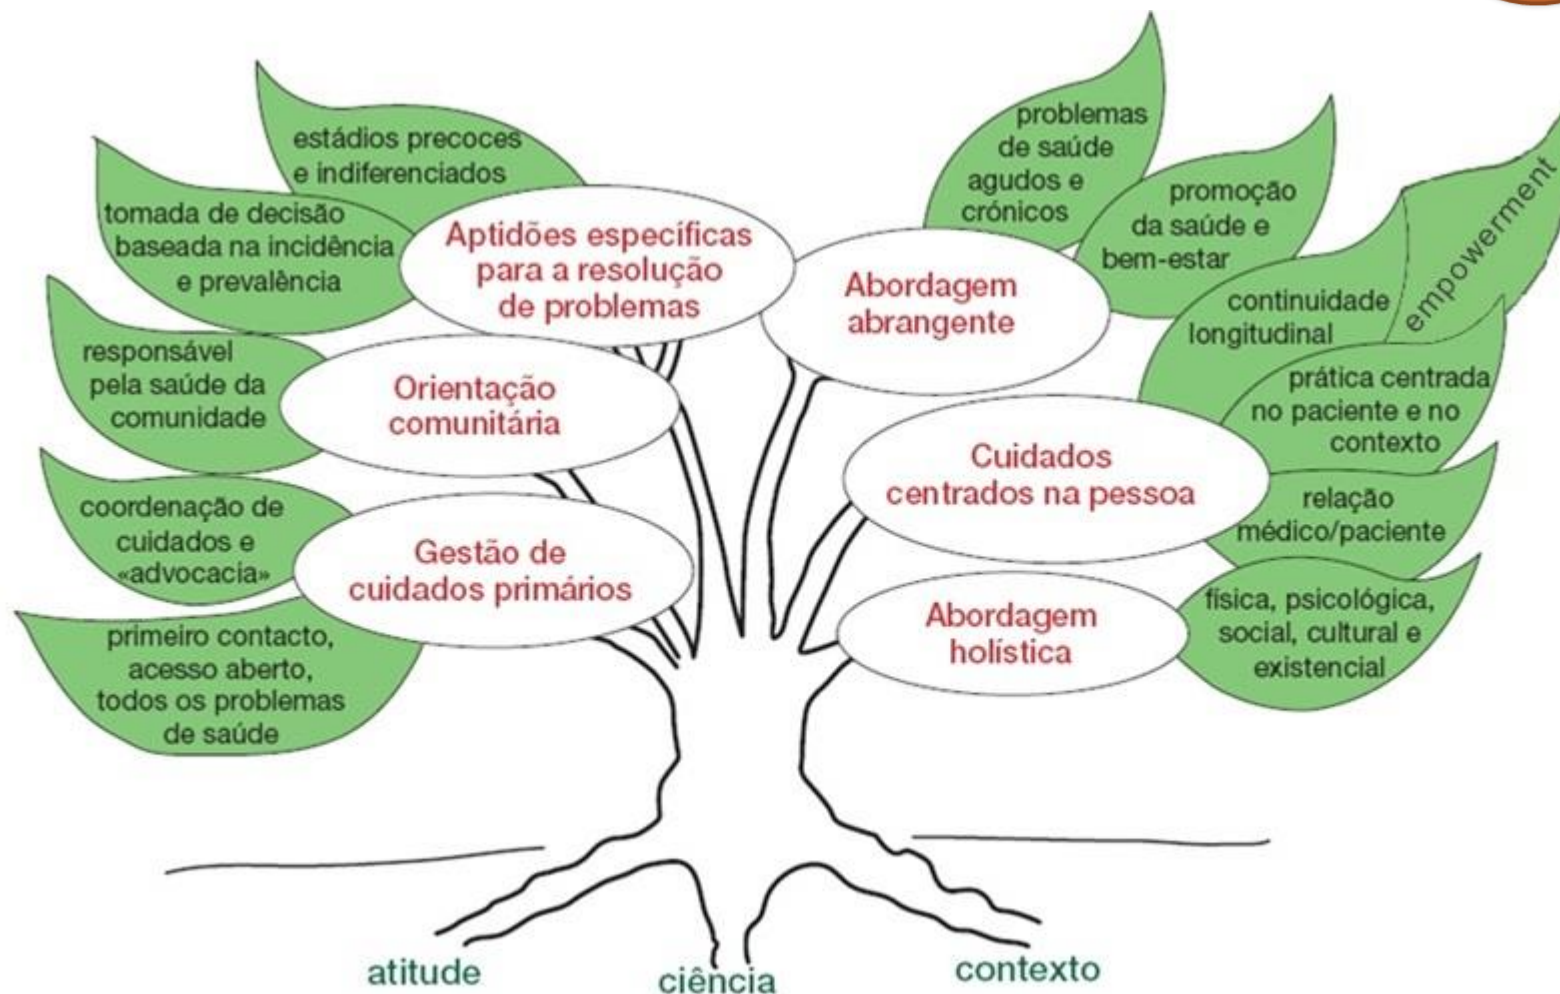 estádios precoces
e indiferenciados
tomada de decisão
baseada na incidência
e prevalência
Aptidões específicas
para a resolução
de problemas
responsável
pela saúde da
comunidade
Orientação
comunitária
coordenação de
cuidados e
«advocacia»
Gestão de
cuidados primários
primeiro contacto,
acesso aberto,
todos os problemas
de saúde
problemas
de saúde
agudos e
crónicos
promoção
da saúde e
bem-estar
Abordagem
abrangente
continuidade
longitudinal
empowerment
prática centrada
no paciente e no
contexto
Cuidados
centrados na pessoa
relação
médico/paciente
Abordagem
holística
física, psicológica,
social, cultural e
existencial
atitude
ciência
contexto